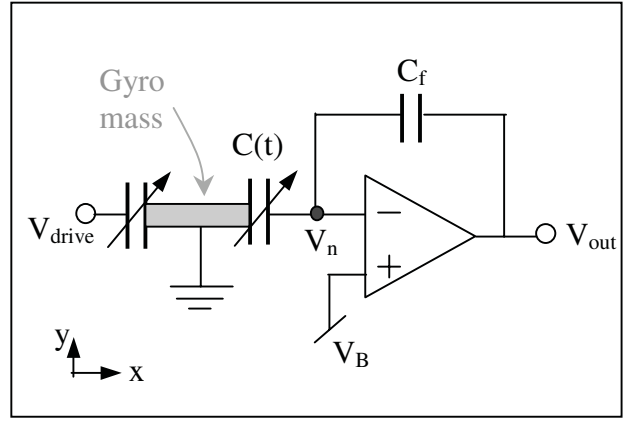 Gyro
mass
C(t)
C_f
V_drive
V_n
−
+
V_out
V_B
y
x